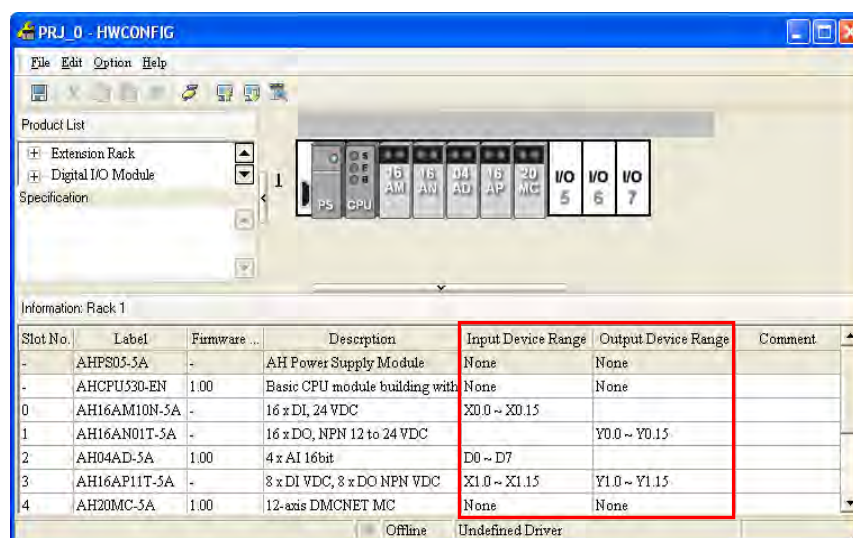 PRJ_0 - HWCONFIG
File Edit Option Help
Product List
Extension Rack
Digital I/O Module
Specification
1
PS CPU 16 AM 16 AN 04 AD 16 AP 20 MC I/O 5 I/O 6 I/O 7
Information: Rack 1
Slot No. Label Firmware ... Description Input Device Range Output Device Range Comment
- AHPS05-5A - AH Power Supply Module None None
- AHCPU530-EN 1.00 Basic CPU module building with None None
0 AH16AM10N-5A - 16 x DI, 24 VDC X0.0 ~ X0.15
1 AH16AN01T-5A - 16 x DO, NPN 12 to 24 VDC Y0.0 ~ Y0.15
2 AH04AD-5A 1.00 4 x AI 16bit D0 ~ D7
3 AH16AP11T-5A - 8 x DI VDC, 8 x DO NPN VDC X1.0 ~ X1.15 Y1.0 ~ Y1.15
4 AH20MC-5A 1.00 12-axis DMCNET MC None None
Offline Undefined Driver